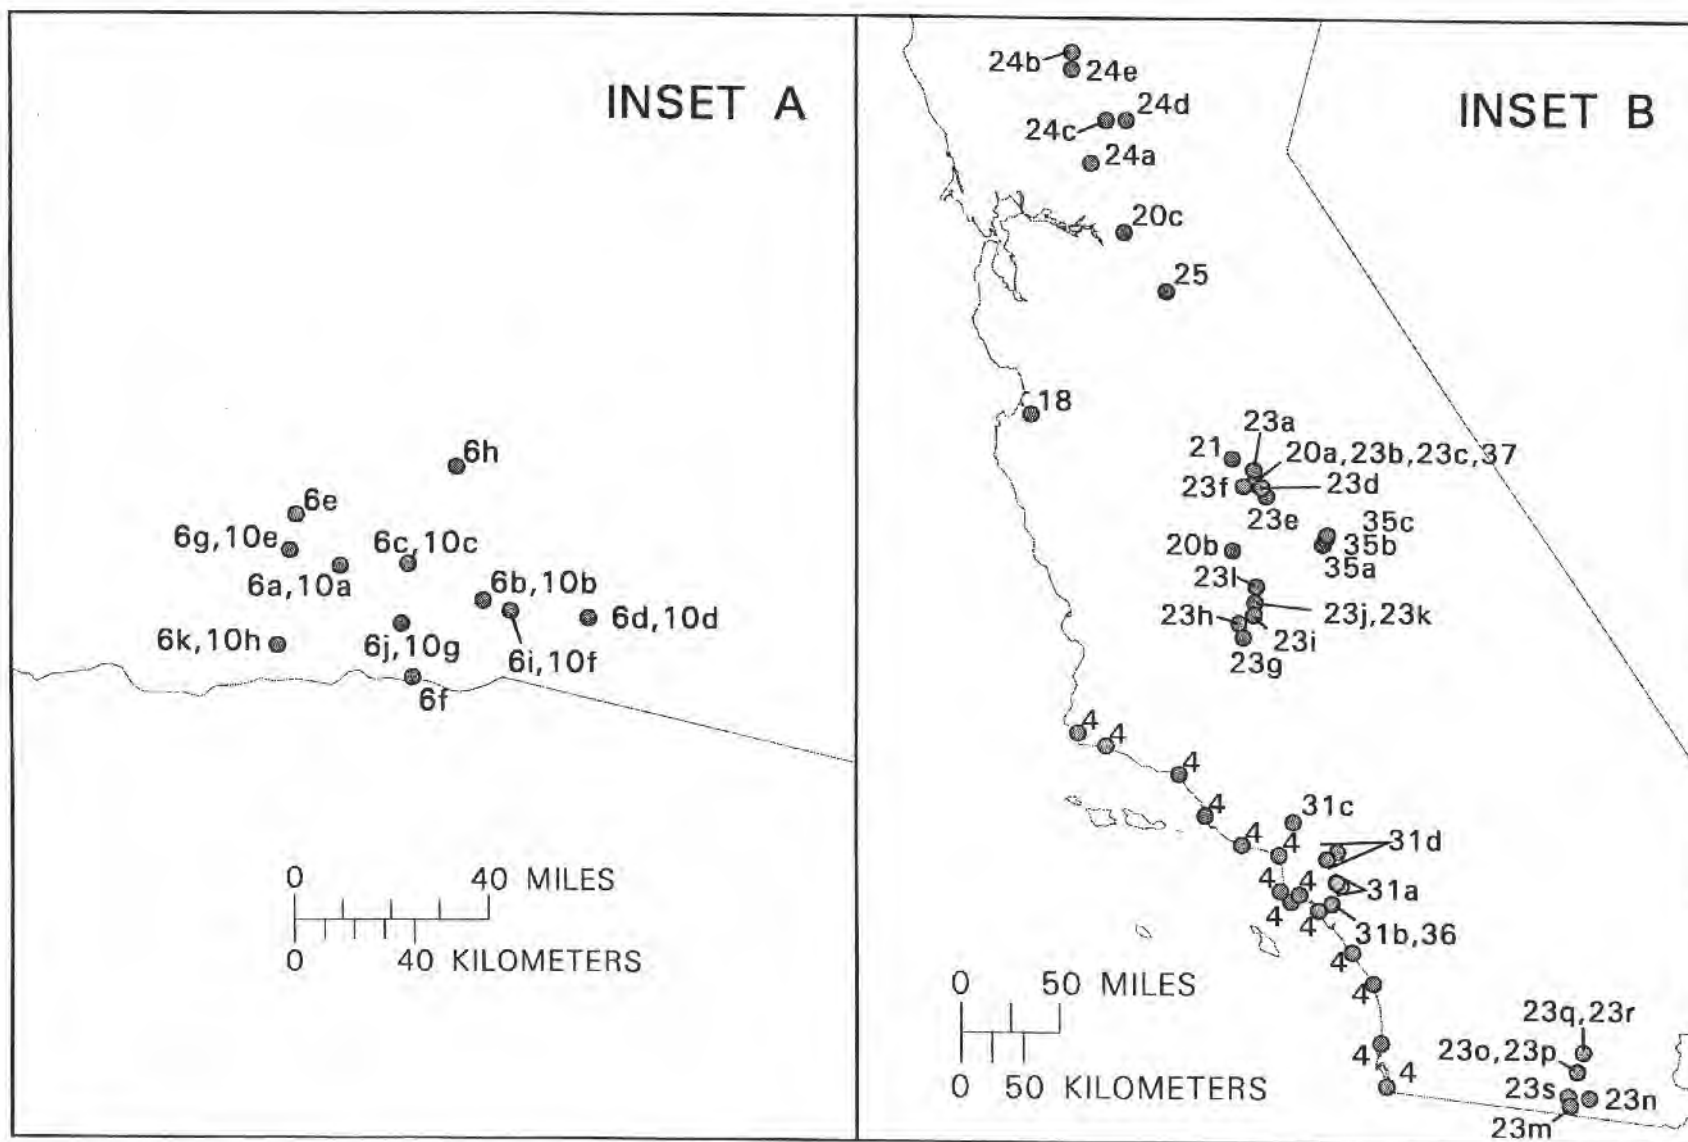 INSET A
6h
6e
6g,10e
6c,10c
6a,10a
6b,10b
6d,10d
6k,10h
6j,10g
6i,10f
6f
0 40 MILES
0 40 KILOMETERS
INSET B
24b
24e
24d
24c
24a
20c
25
18
23a
21
20a,23b,23c,37
23f
23d
23e
35c
20b
35b
35a
23l
23h
23j,23k
23i
23g
4
4
4
4
31c
4
4
31d
4
4
31a
4
4
31b,36
4
4
0 50 MILES
0 50 KILOMETERS
23q,23r
4
23o,23p
4
23s
23n
23m